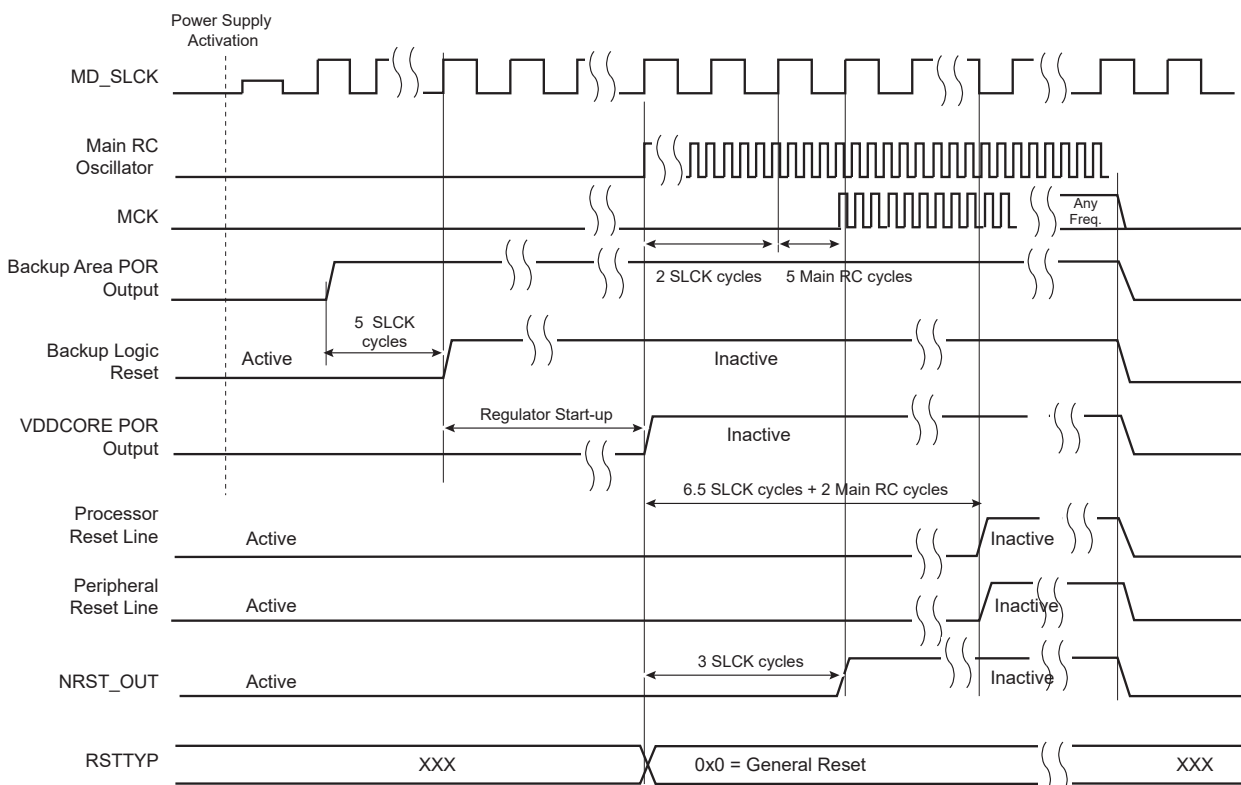 Power Supply
Activation
MD_SLCK
Main RC
Oscillator
MCK
Any
Freq.
2 SLCK cycles
5 Main RC cycles
Backup Area POR
Output
5 SLCK
cycles
Backup Logic
Reset
Active
Inactive
Regulator Start-up
VDDCORE POR
Output
Inactive
6.5 SLCK cycles + 2 Main RC cycles
Processor
Reset Line
Active
Inactive
Peripheral
Reset Line
Active
Inactive
3 SLCK cycles
NRST_OUT
Active
Inactive
RSTTYP
XXX
0x0 = General Reset
XXX